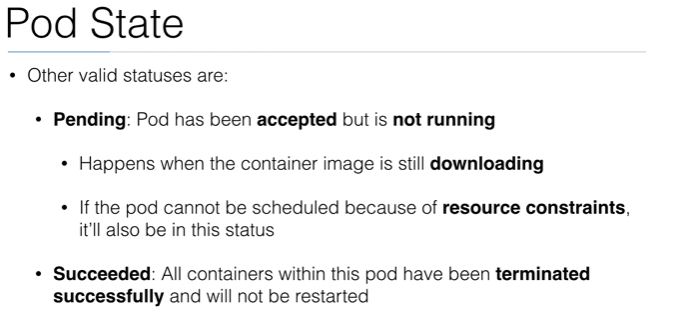 Pod State
• Other valid statuses are:
• Pending: Pod has been accepted but is not running
• Happens when the container image is still downloading
• If the pod cannot be scheduled because of resource constraints,
it'll also be in this status
• Succeeded: All containers within this pod have been terminated
successfully and will not be restarted